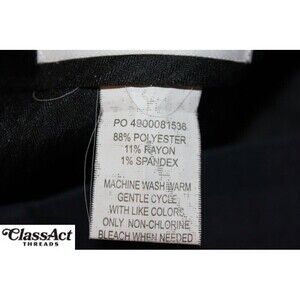 PO 4900081536
88% POLYESTER
11% RAYON
1% SPANDEX
MACHINE WASH WARM
GENTLE CYCLE
WITH LIKE COLORS
ONLY NON-CHLORINE
BLEACH WHEN NEEDED
ClassAct
THREADS